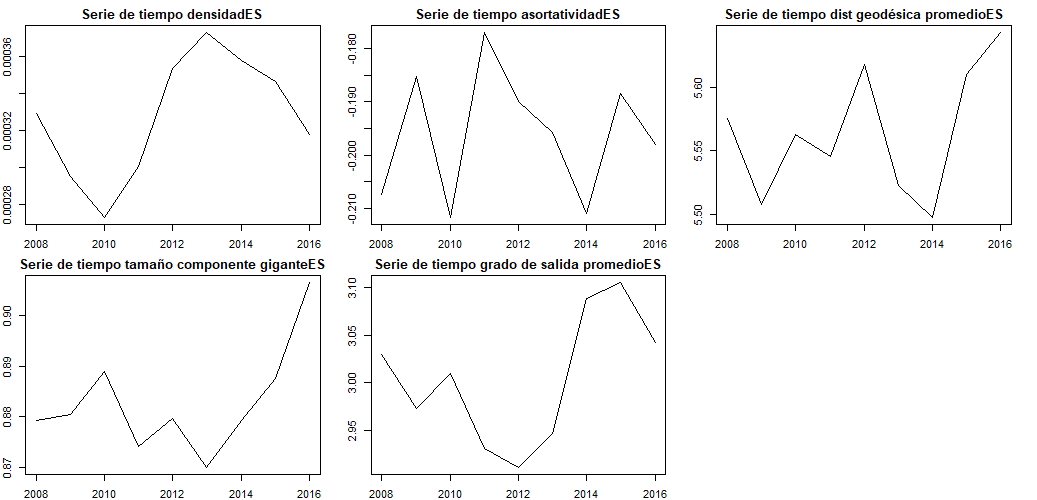 Serie de tiempo densidadES
0.00036
0.00032
0.00028
2008 2010 2012 2014 2016
Serie de tiempo asortatividadES
-0.180
-0.190
-0.200
-0.210
2008 2010 2012 2014 2016
Serie de tiempo dist geodésica promedioES
5.60
5.55
5.50
2008 2010 2012 2014 2016
Serie de tiempo tamaño componente giganteES
0.90
0.89
0.88
0.87
2008 2010 2012 2014 2016
Serie de tiempo grado de salida promedioES
3.10
3.05
3.00
2.95
2008 2010 2012 2014 2016